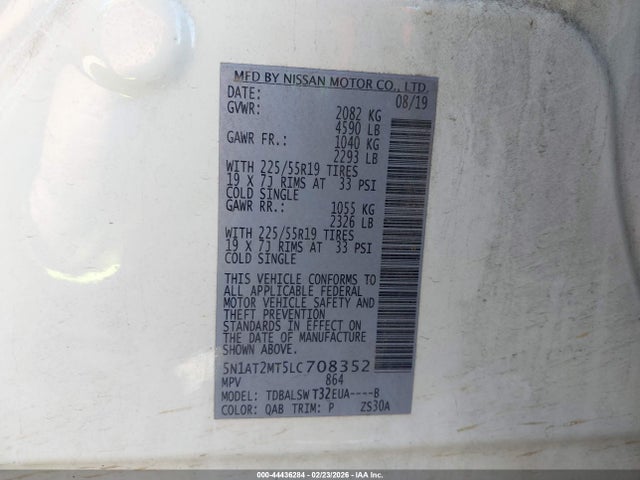 MFD BY NISSAN MOTOR CO., LTD.
DATE: 08/19
GVWR: 2082 KG
4590 LB
GAWR FR.: 1040 KG
2293 LB
WITH 225/55R19 TIRES
19 X 7J RIMS AT 33 PSI
COLD SINGLE
GAWR RR.: 1055 KG
2326 LB
WITH 225/55R19 TIRES
19 X 7J RIMS AT 33 PSI
COLD SINGLE
THIS VEHICLE CONFORMS TO
ALL APPLICABLE FEDERAL
MOTOR VEHICLE SAFETY AND
THEFT PREVENTION
STANDARDS IN EFFECT ON
THE DATE OF MANUFACTURE
SHOWN ABOVE.
5N1AT2MT5LC708352
MPV 864
MODEL: TDBALSW T32EUA----B
COLOR: QAB TRIM: P ZS30A
000-44436284 - 02/23/2026 - IAA Inc.